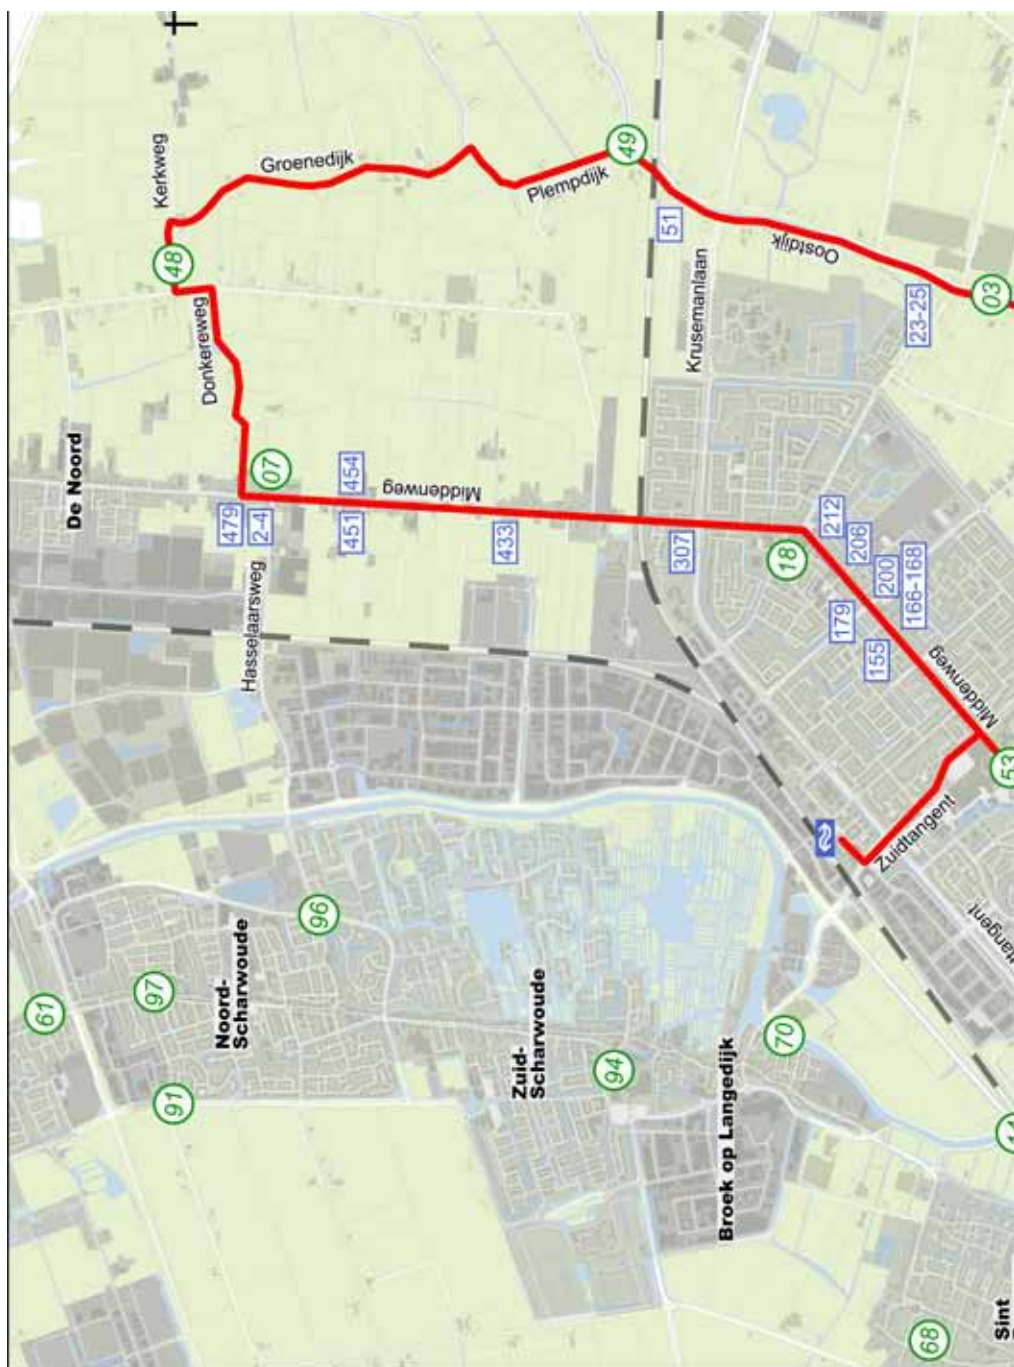 Kerkweg
Groenedijk
49
Plempdijk
48
51
Oostdijk
Krusemanlaan
03
23-25
Donkereweg
De Noord
07
454
Middenweg
479
2-4
451
433
307
212
206
18
200
166-168
Hasselaarsweg
179
155
Middenweg
53
Zuidtangent
96
Noord-
Scharwoude
97
61
Zuid-
Scharwoude
70
94
91
Broek op Langedijk
68
Sint